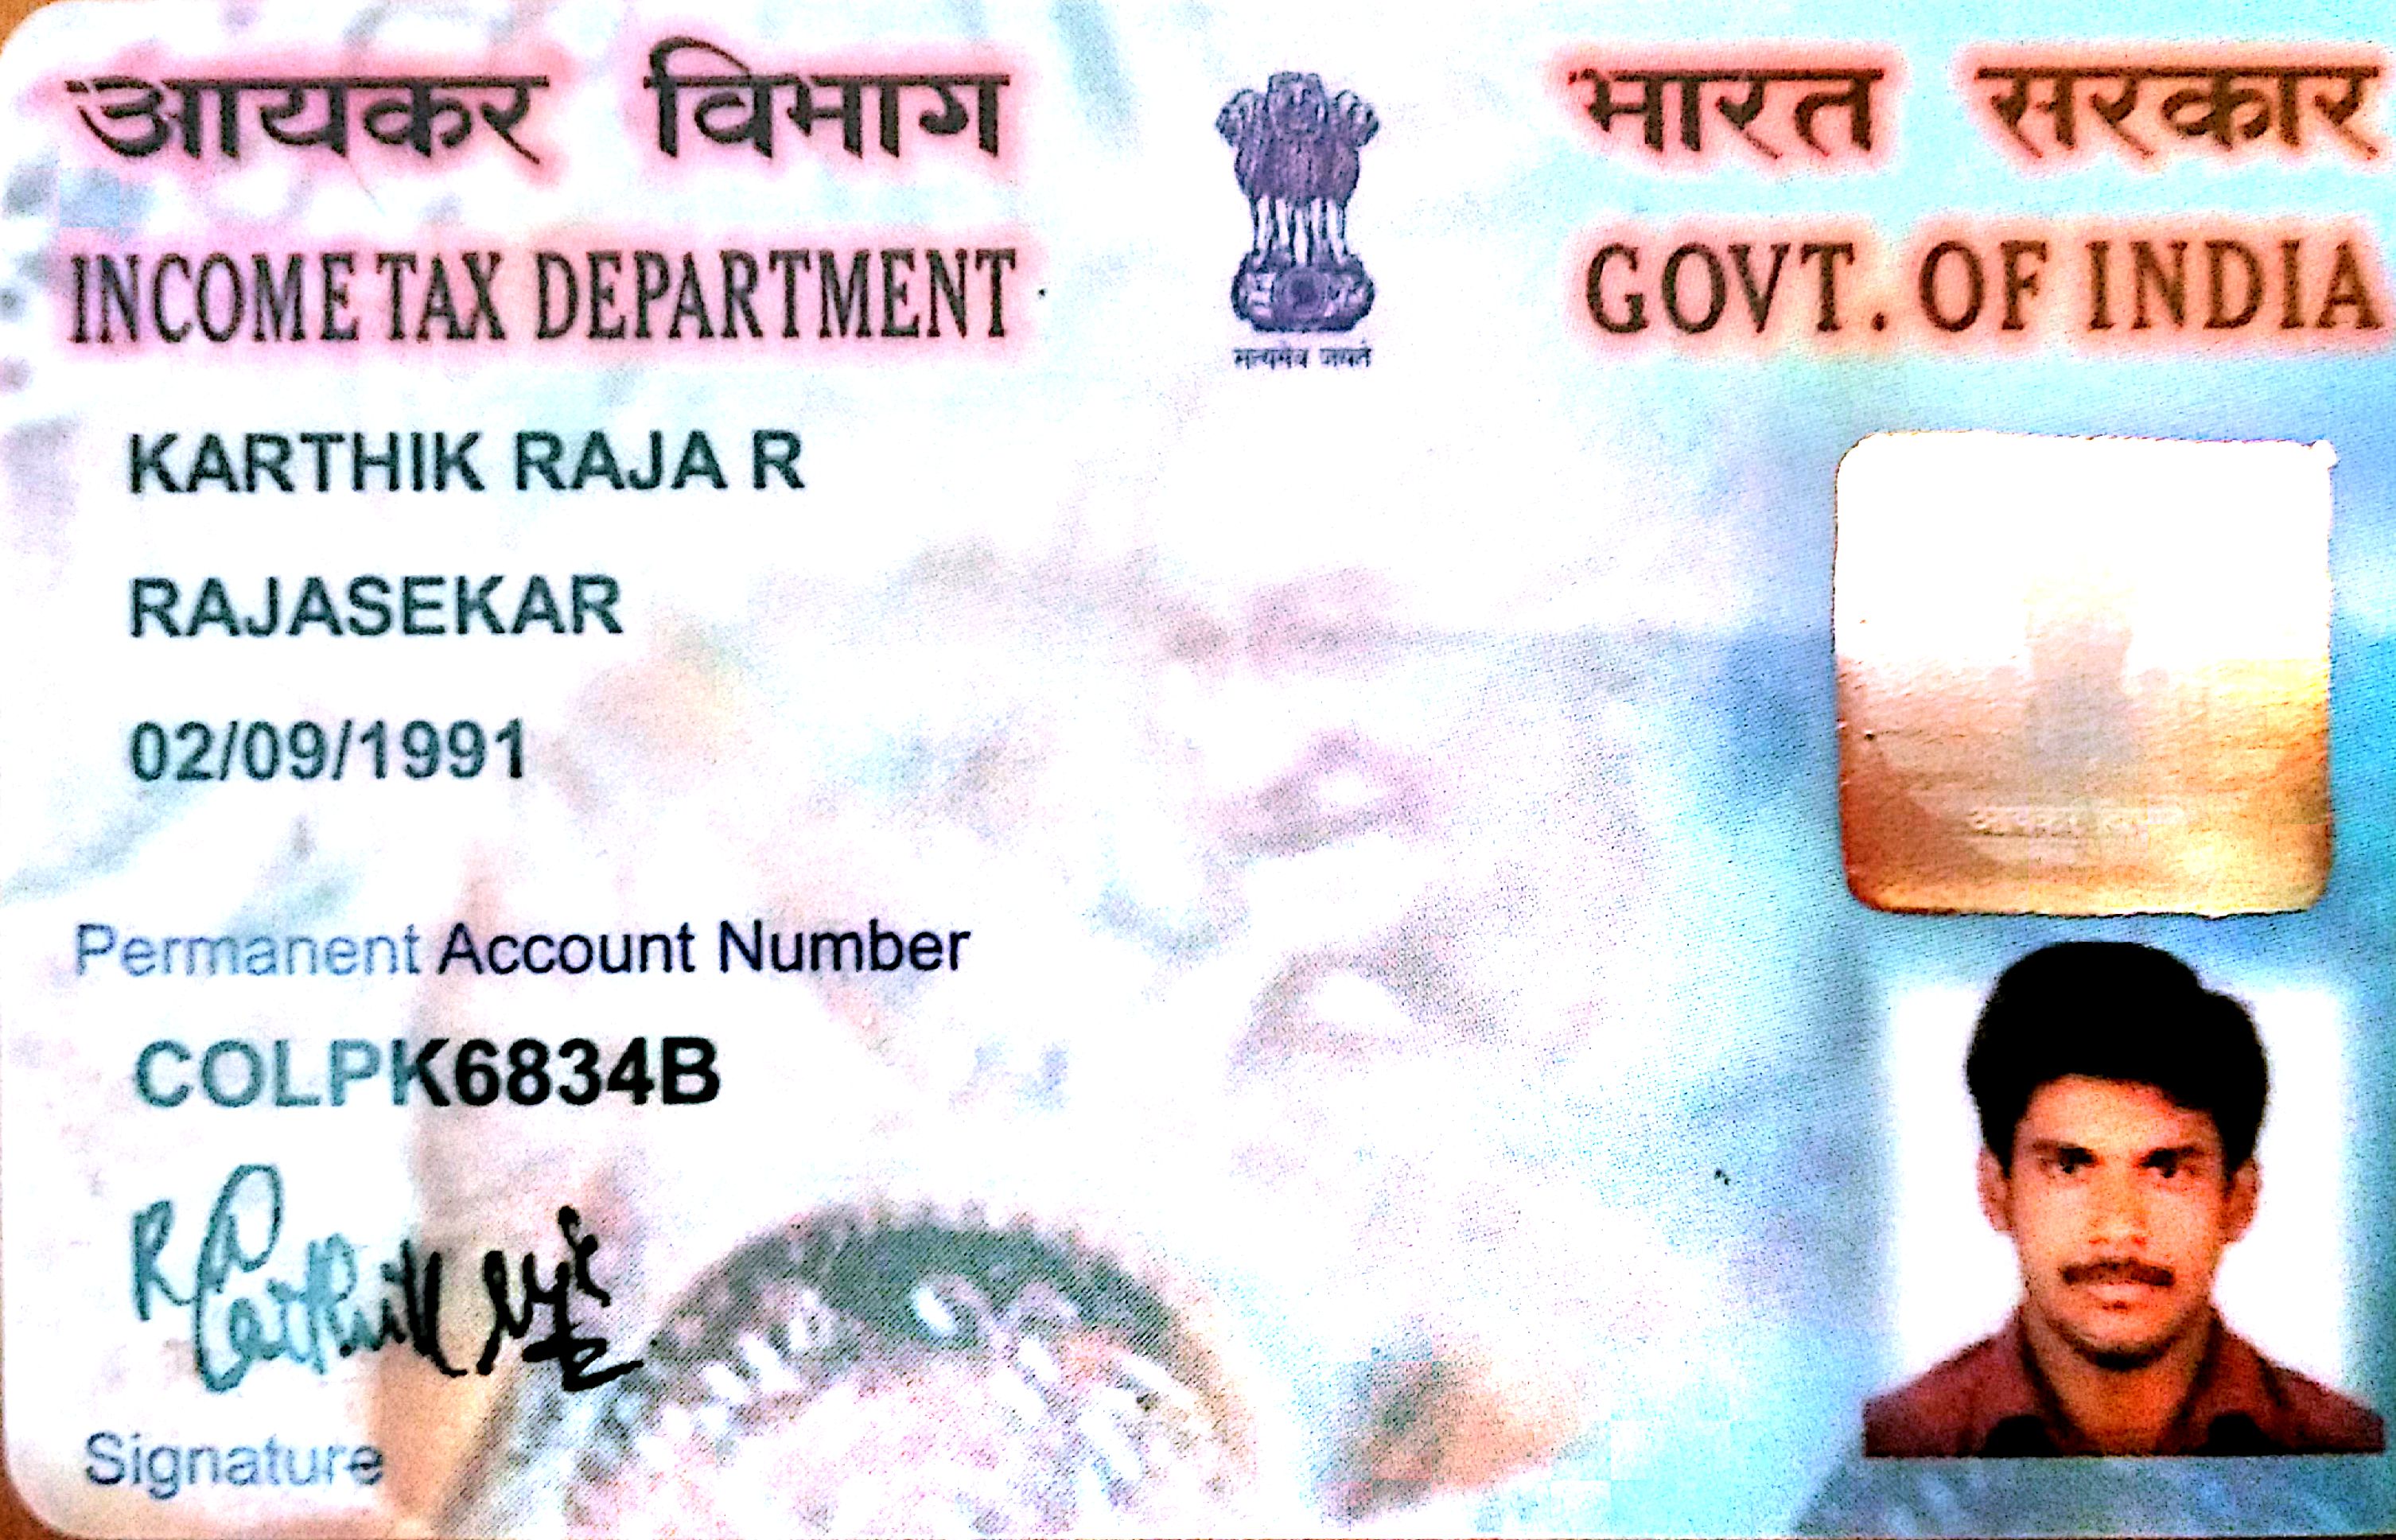 आयकर विभाग
INCOME TAX DEPARTMENT
सत्यमेव जयते
भारत सरकार
GOVT. OF INDIA
KARTHIK RAJA R
RAJASEKAR
02/09/1991
Permanent Account Number
COLPK6834B
R Karthik
Signature